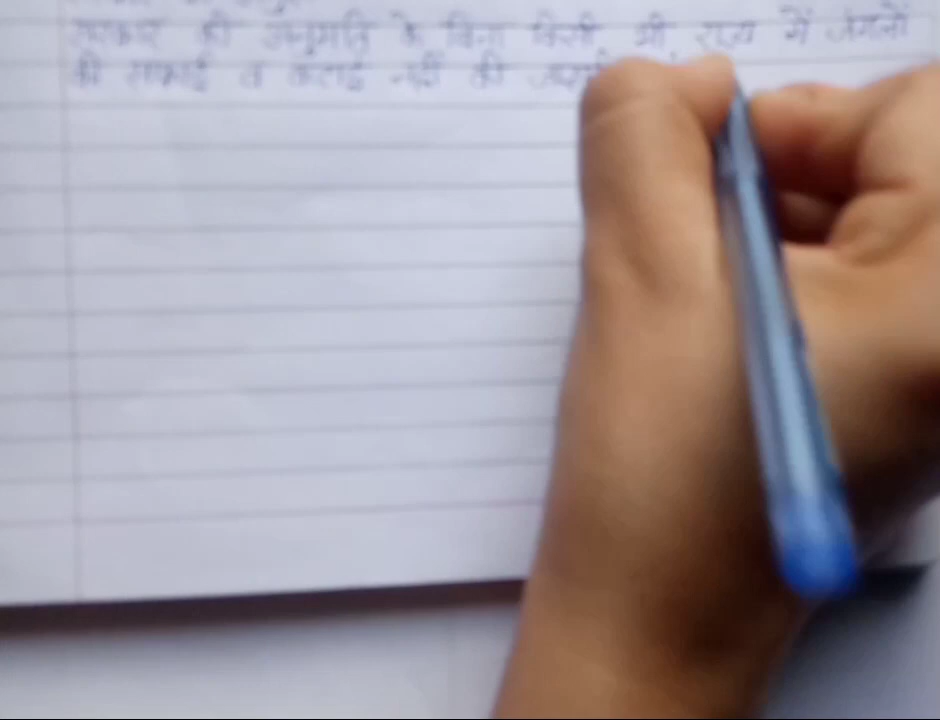 सरकार की अनुमति के बिना किसी भी राज्य में जंगलों
की सफाई व कटाई नहीं की